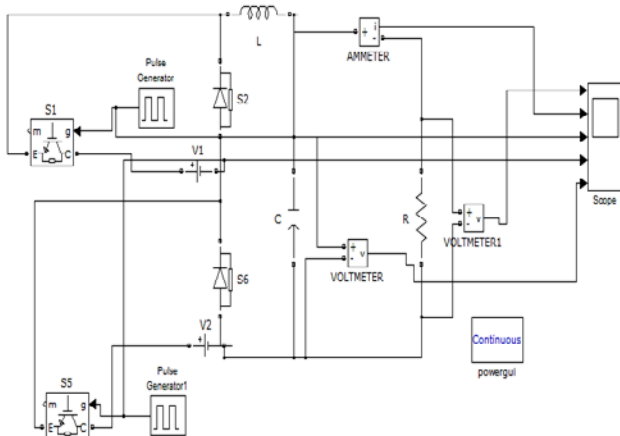 L
i
+
-
AMMETER
Pulse
Generator
S2
S1
m
g
E
C
V1
+
Scope
C
R
+
-
v
VOLTMETER1
+
-
v
VOLTMETER
S6
V2
+
Continuous
powergui
S5
m
g
E
C
Pulse
Generator1